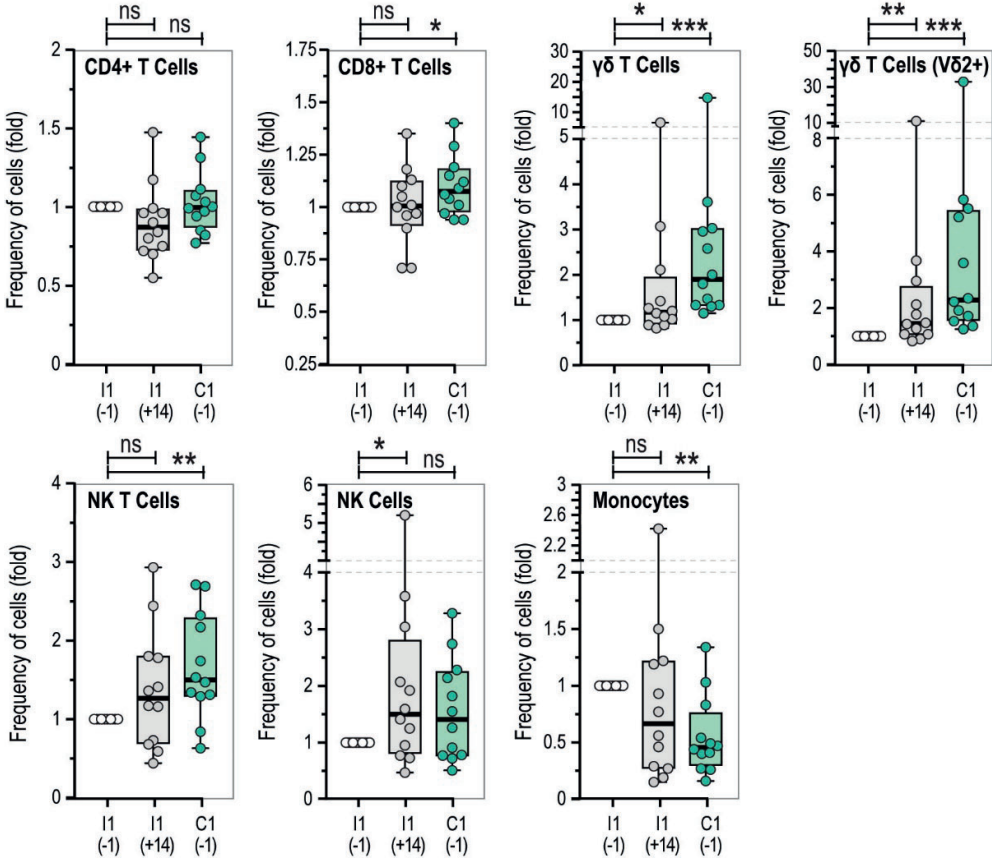 ns
ns
CD4+ T Cells
Frequency of cells (fold)
2
1.5
1
0.5
0
I1 (-1)
I1 (+14)
C1 (-1)
ns
*
CD8+ T Cells
Frequency of cells (fold)
1.75
1.25
1
0.75
0.25
I1 (-1)
I1 (+14)
C1 (-1)
*
***
γδ T Cells
Frequency of cells (fold)
30
25
20
15
10
5
5
4
3
2
1
0
I1 (-1)
I1 (+14)
C1 (-1)
**
***
γδ T Cells (Vδ2+)
Frequency of cells (fold)
50
40
30
20
10
8
6
4
2
0
I1 (-1)
I1 (+14)
C1 (-1)
ns
**
NK T Cells
Frequency of cells (fold)
4
3
2
1
0
I1 (-1)
I1 (+14)
C1 (-1)
*
ns
NK Cells
Frequency of cells (fold)
6
5
4
3
2
1
0
I1 (-1)
I1 (+14)
C1 (-1)
ns
**
Monocytes
Frequency of cells (fold)
3
2.6
2.2
2
1.5
1
0.5
0
I1 (-1)
I1 (+14)
C1 (-1)